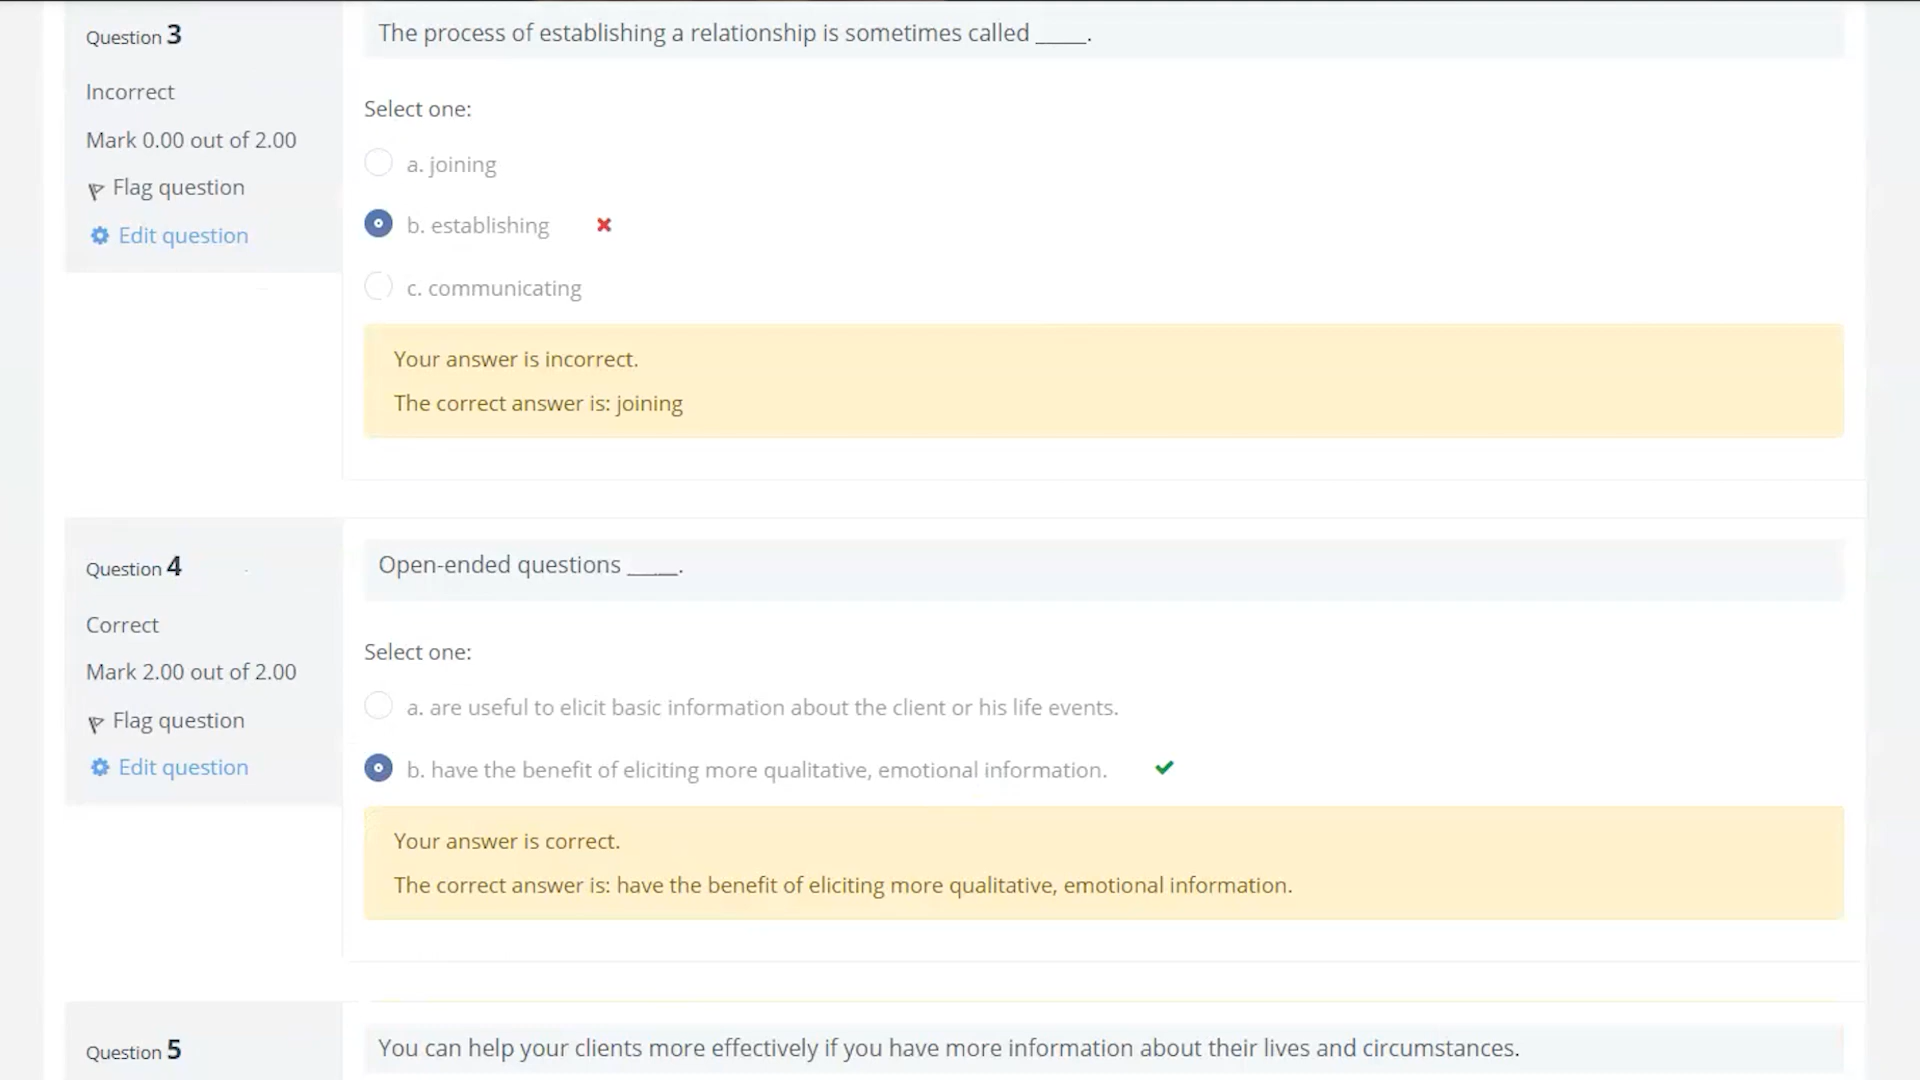 Question 3
Incorrect
Mark 0.00 out of 2.00
Flag question
Edit question
The process of establishing a relationship is sometimes called _____.
Select one:
a. joining
b. establishing
c. communicating
Your answer is incorrect.
The correct answer is: joining
Question 4
Correct
Mark 2.00 out of 2.00
Flag question
Edit question
Open-ended questions _____.
Select one:
a. are useful to elicit basic information about the client or his life events.
b. have the benefit of eliciting more qualitative, emotional information.
Your answer is correct.
The correct answer is: have the benefit of eliciting more qualitative, emotional information.
Question 5
You can help your clients more effectively if you have more information about their lives and circumstances.